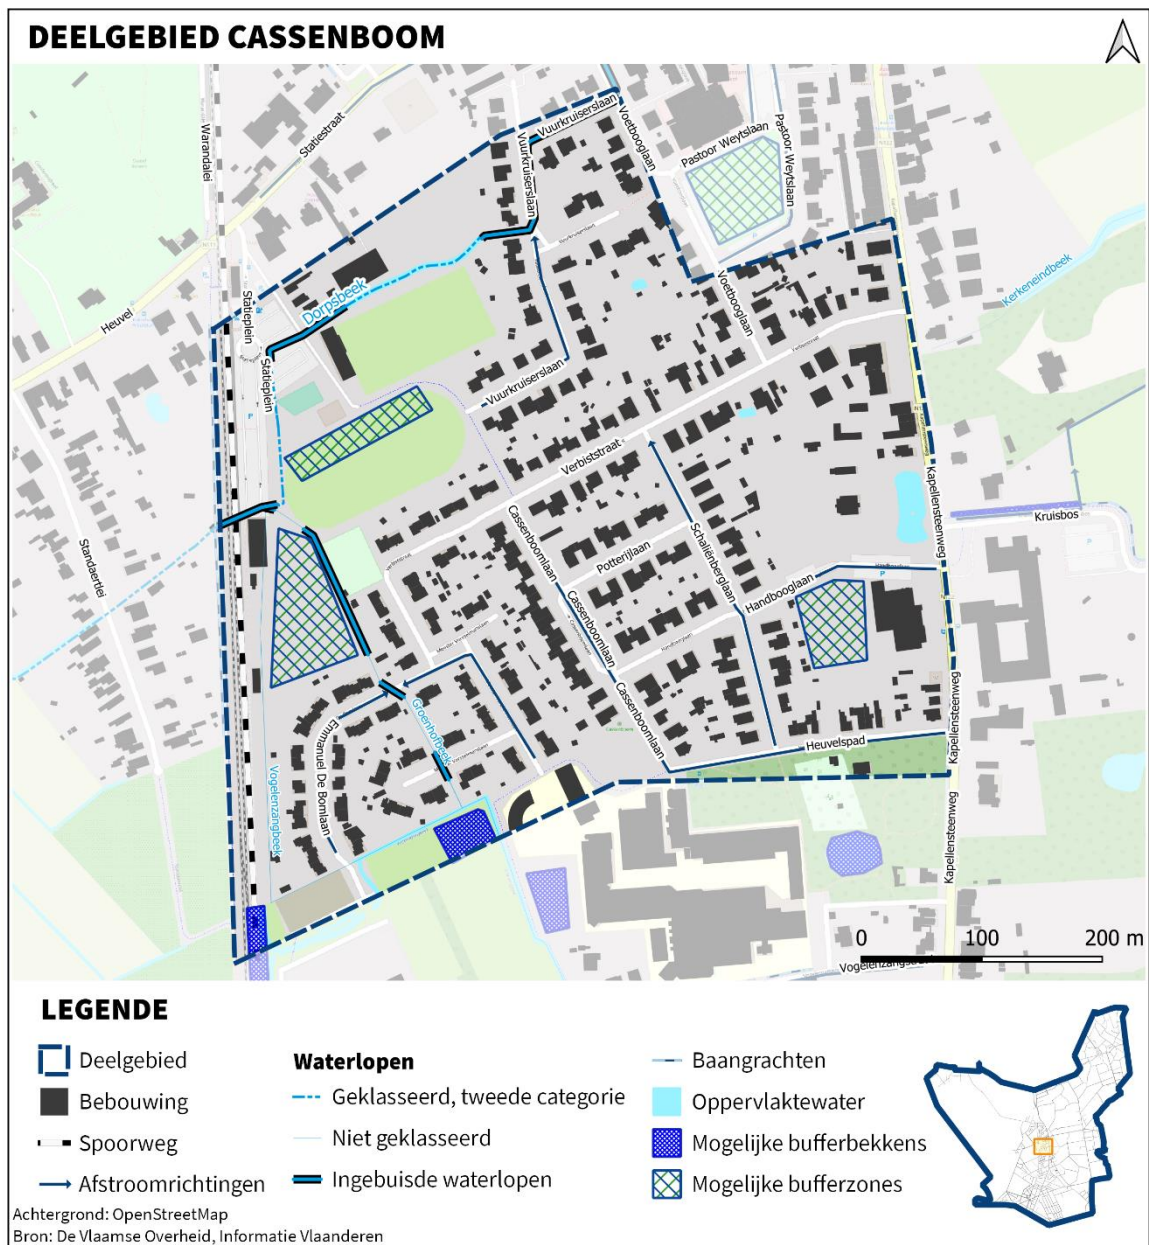 DEELGEBIED CASSENBOOM
Vuurkruiserslaan
Warandalei
Statiestraat
Vuurkruiserslaan
Voetbooglaan
Pastoor Weytslaan
Pastoor Weytslaan
Kerkeneindbeek
Heuvel
Statieplein
Dorpsbeek
Statieplein
Voetbooglaan
Vuurkruiserslaan
Verbiststraat
Kapellensteenweg
Standaertlei
Cassenboomlaan
Potterijlaan
Schaliënberglaan
Kruisbos
Handbooglaan
Cassenboomlaan
Cassenboomlaan
Groenhofbeek
Emmanuel De Bomlaan
Vogelenzangbeek
Heuvelspad
Kapellensteenweg
Kapellensteenweg
0 100 200 m
LEGENDE
Deelgebied
Bebouwing
Spoorweg
Afstroomrichtingen
Waterlopen
Geklasseerd, tweede categorie
Niet geklasseerd
Ingebuisde waterlopen
Baangrachten
Oppervlaktewater
Mogelijke bufferbekkens
Mogelijke bufferzones
Achtergrond: OpenStreetMap
Bron: De Vlaamse Overheid, Informatie Vlaanderen